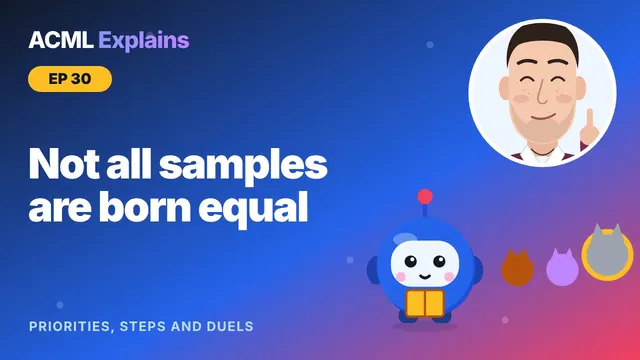 ACML Explains
EP 30
Not all samples
are born equal
PRIORITIES, STEPS AND DUELS